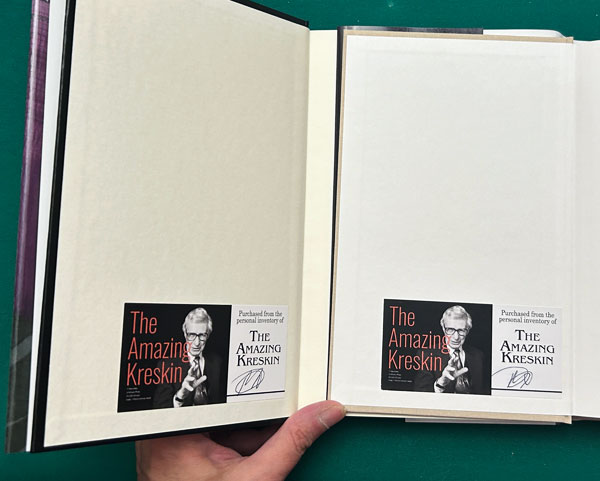 The
Amazing
Kreskin
Purchased from the
personal inventory of
THE
AMAZING
KRESKIN
The
Amazing
Kreskin
Purchased from the
personal inventory of
THE
AMAZING
KRESKIN